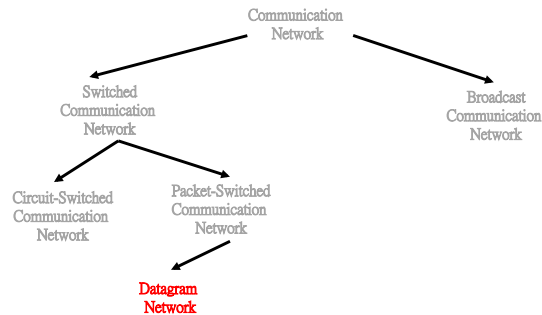 Communication
Network
Switched
Communication
Network
Broadcast
Communication
Network
Circuit-Switched
Communication
Network
Packet-Switched
Communication
Network
Datagram
Network